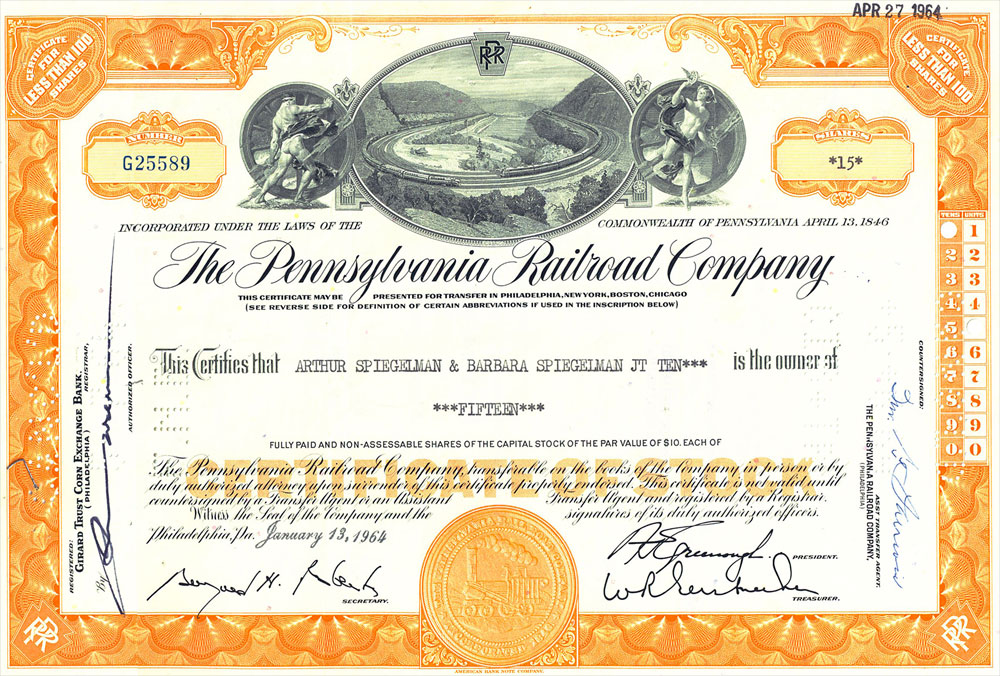 APR 27 1964
CERTIFICATE
FOR
LESS THAN 100
SHARES
PRR
CERTIFICATE
FOR
LESS THAN 100
SHARES
NUMBER
G25589
SHARES
*15*
INCORPORATED UNDER THE LAWS OF THE COMMONWEALTH OF PENNSYLVANIA APRIL 13, 1846
The Pennsylvania Railroad Company
THIS CERTIFICATE MAY BE PRESENTED FOR TRANSFER IN PHILADELPHIA, NEW YORK, BOSTON, CHICAGO
(SEE REVERSE SIDE FOR DEFINITION OF CERTAIN ABBREVIATIONS IF USED IN THE INSCRIPTION BELOW)
This Certifies that ARTHUR SPIEGELMAN & BARBARA SPIEGELMAN JT TEN*** is the owner of
***FIFTEEN***
FULLY PAID AND NON-ASSESSABLE SHARES OF THE CAPITAL STOCK OF THE PAR VALUE OF $10. EACH OF
The Pennsylvania Railroad Company, transferable on the books of the Company in person or by
duly authorized attorney upon surrender of this certificate properly endorsed. This certificate is not valid until
countersigned by a Transfer Agent or an Assistant Transfer Agent and registered by a Registrar.
Witness the Seal of the Company and the signatures of its duly authorized officers.
Philadelphia, Pa. January 13, 1964
PRESIDENT.
SECRETARY.
TREASURER.
REGISTERED:
GIRARD TRUST CORN EXCHANGE BANK.
(PHILADELPHIA)
REGISTRAR,
By
AUTHORIZED OFFICER.
TENS UNITS
1
2 2
3 3
4 4
5
6 6
7 7
8 8
9 9
0 0
COUNTERSIGNED:
THE PENNSYLVANIA RAILROAD COMPANY,
(PHILADELPHIA)
ASST TRANSFER AGENT.
PRR
PRR
AMERICAN BANK NOTE COMPANY.